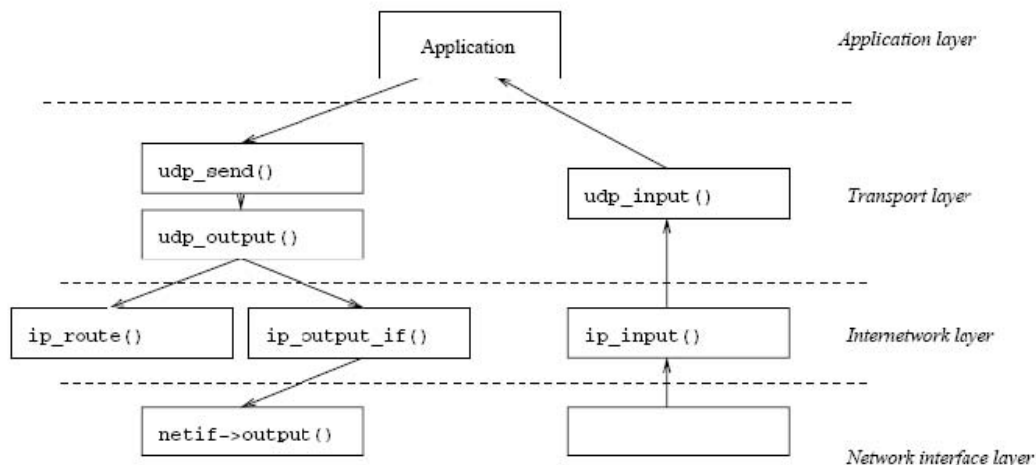 Application
Application layer
udp_send()
udp_input()
Transport layer
udp_output()
ip_route()
ip_output_if()
ip_input()
Internetwork layer
netif->output()
Network interface layer